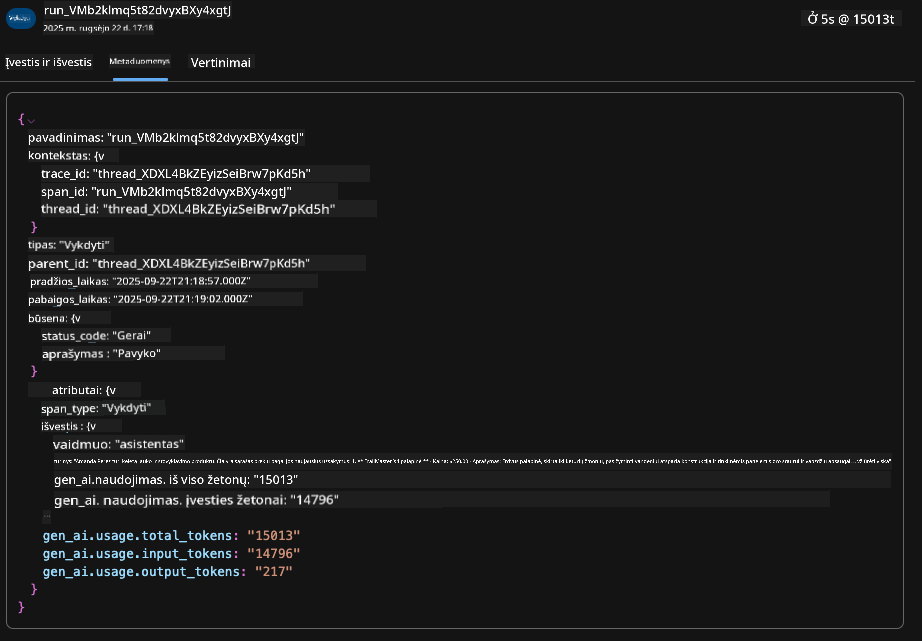 run_VMb2klmq5t82dvyxBXy4xgtJ
2025 m. rugsėjo 22 d. 17:18
5s @ 15013t
Įvestis ir išvestis Metaduomenys Vertinimai
{
pavadinimas: "run_VMb2klmq5t82dvyxBXy4xgtJ"
kontekstas: {v
trace_id: "thread_XDXL4BkZEyizSeiBrw7pKd5h"
span_id: "run_VMb2klmq5t82dvyxBXy4xgtJ"
thread_id: "thread_XDXL4BkZEyizSeiBrw7pKd5h"
}
tipas: "Vykdyti"
parent_id: "thread_XDXL4BkZEyizSeiBrw7pKd5h"
pradžios_laikas: "2025-09-22T21:18:57.000Z"
pabaigos_laikas: "2025-09-22T21:19:02.000Z"
būsena: {v
status_code: "Gerai"
aprašymas : "Pavyko"
}
atributai: {v
span_type: "Vykdyti"
išvestis : {v
vaidmuo: "asistentas"
gen_ai.naudojimas. iš viso žetonų: "15013"
gen_ai. naudojimas. įvesties žetonai: "14796"
...
gen_ai.usage.total_tokens: "15013"
gen_ai.usage.input_tokens: "14796"
gen_ai.usage.output_tokens: "217"
}
}